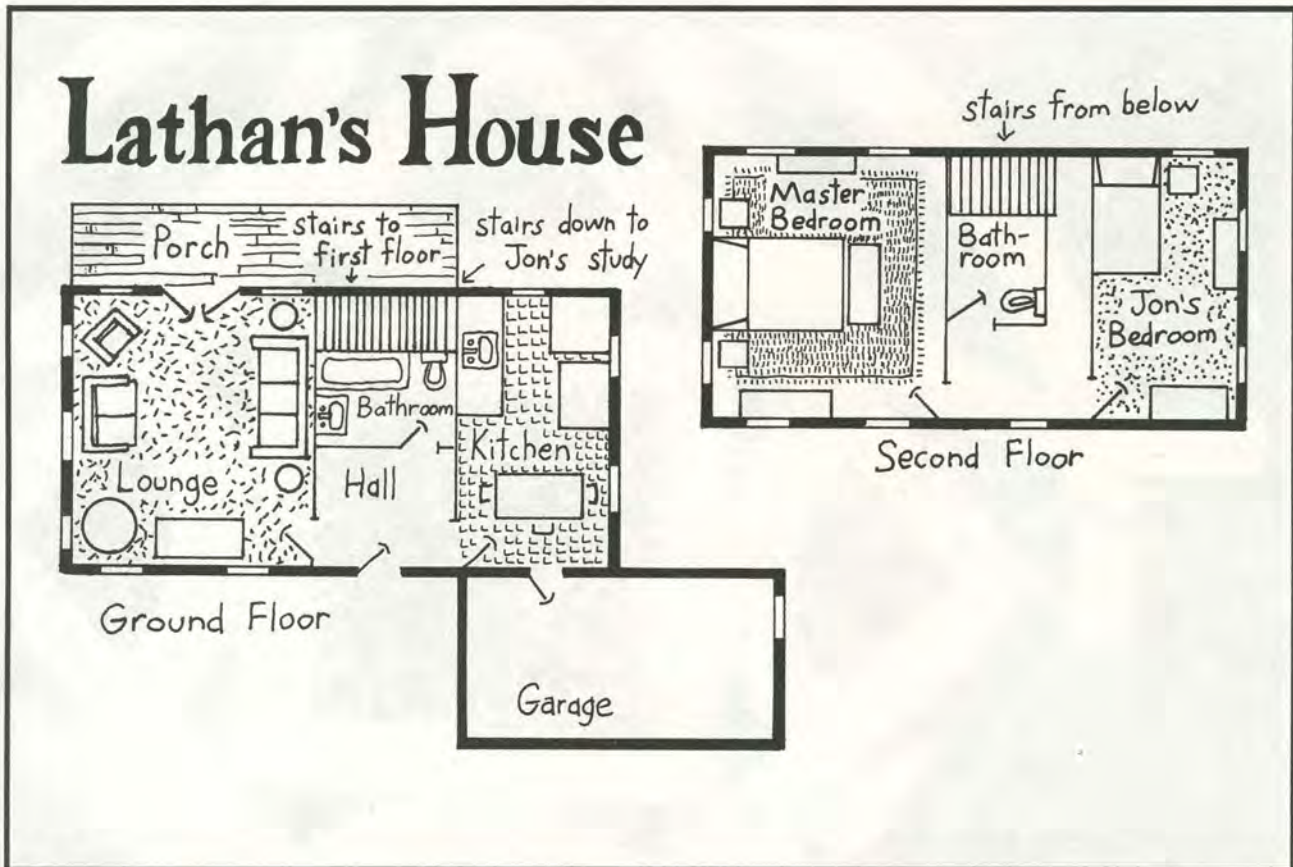 Lathan's House
Porch
stairs to
first floor
stairs down to
Jon's study
Lounge
Hall
Bathroom
Kitchen
Ground Floor
Garage
stairs from below
Master
Bedroom
Bath-
room
Jon's
Bedroom
Second Floor